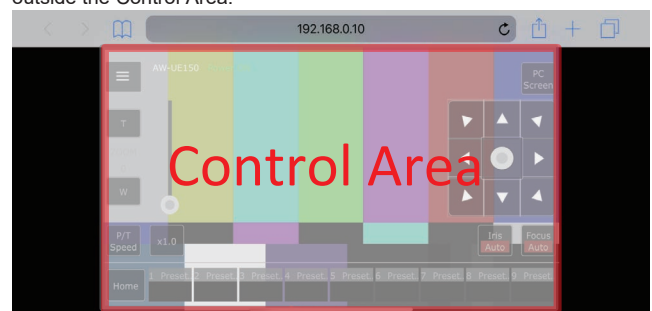 outside the Control Area.
192.168.0.10
AW-UE150
PC
Screen
T
Control Area
W
P/T
Speed
x1.0
Iris
Auto
Focus
Auto
Home
1 Preset. 2 Preset. 3 Preset. 4 Preset. 5 Preset. 6 Preset. 7 Preset. 8 Preset. 9 Preset.